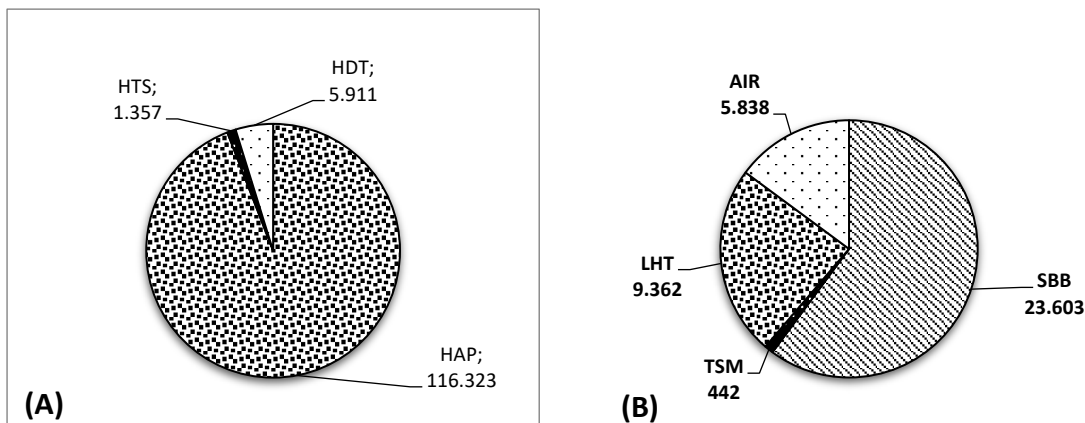 HTS;
1.357
HDT;
5.911
HAP;
116.323
(A)
AIR
5.838
LHT
9.362
SBB
23.603
TSM
442
(B)